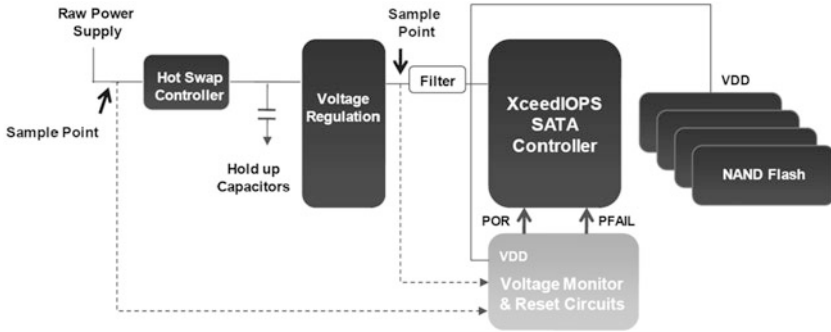 Raw Power
Supply
Sample Point
Hot Swap
Controller
Hold up
Capacitors
Voltage
Regulation
Sample
Point
Filter
XceedIOPS
SATA
Controller
VDD
NAND Flash
POR
PFAIL
VDD
Voltage Monitor
& Reset Circuits